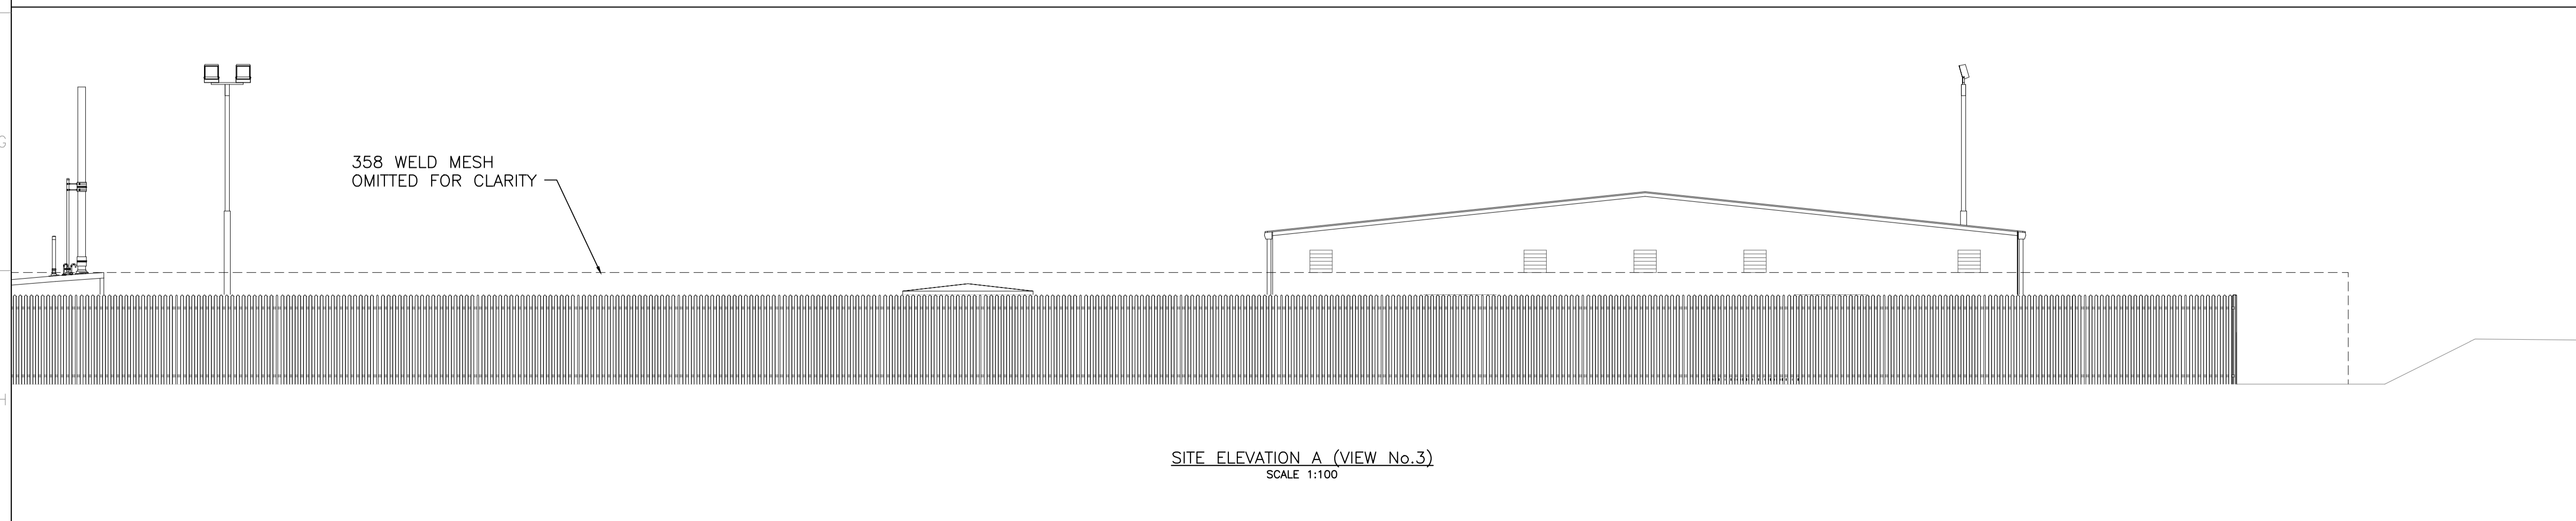 358 WELD MESH
OMITTED FOR CLARITY
SITE ELEVATION A (VIEW No.3)
SCALE 1:100